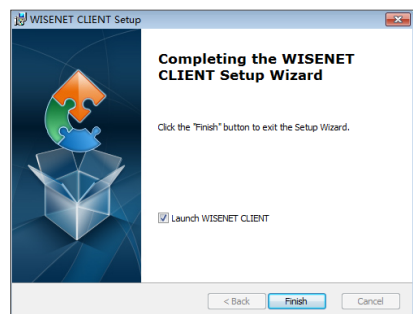 WISENET CLIENT Setup
Completing the WISENET
CLIENT Setup Wizard
Click the "Finish" button to exit the Setup Wizard.
Launch WISENET CLIENT
< Back
Finish
Cancel